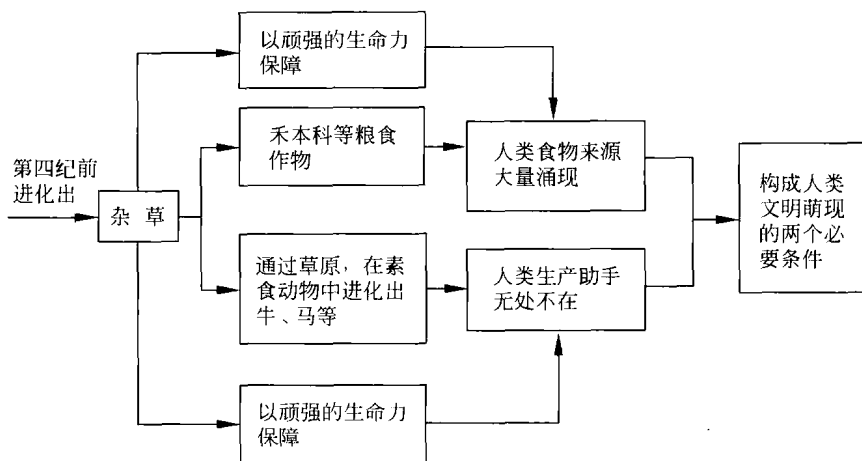 以顽强的生命力
保障
禾本科等粮食
作物
人类食物来源
大量涌现
第四纪前
进化出
杂草
构成人类
文明萌现
的两个必
要条件
通过草原，在素
食动物中进化出
牛、马等
人类生产助手
无处不在
以顽强的生命力
保障